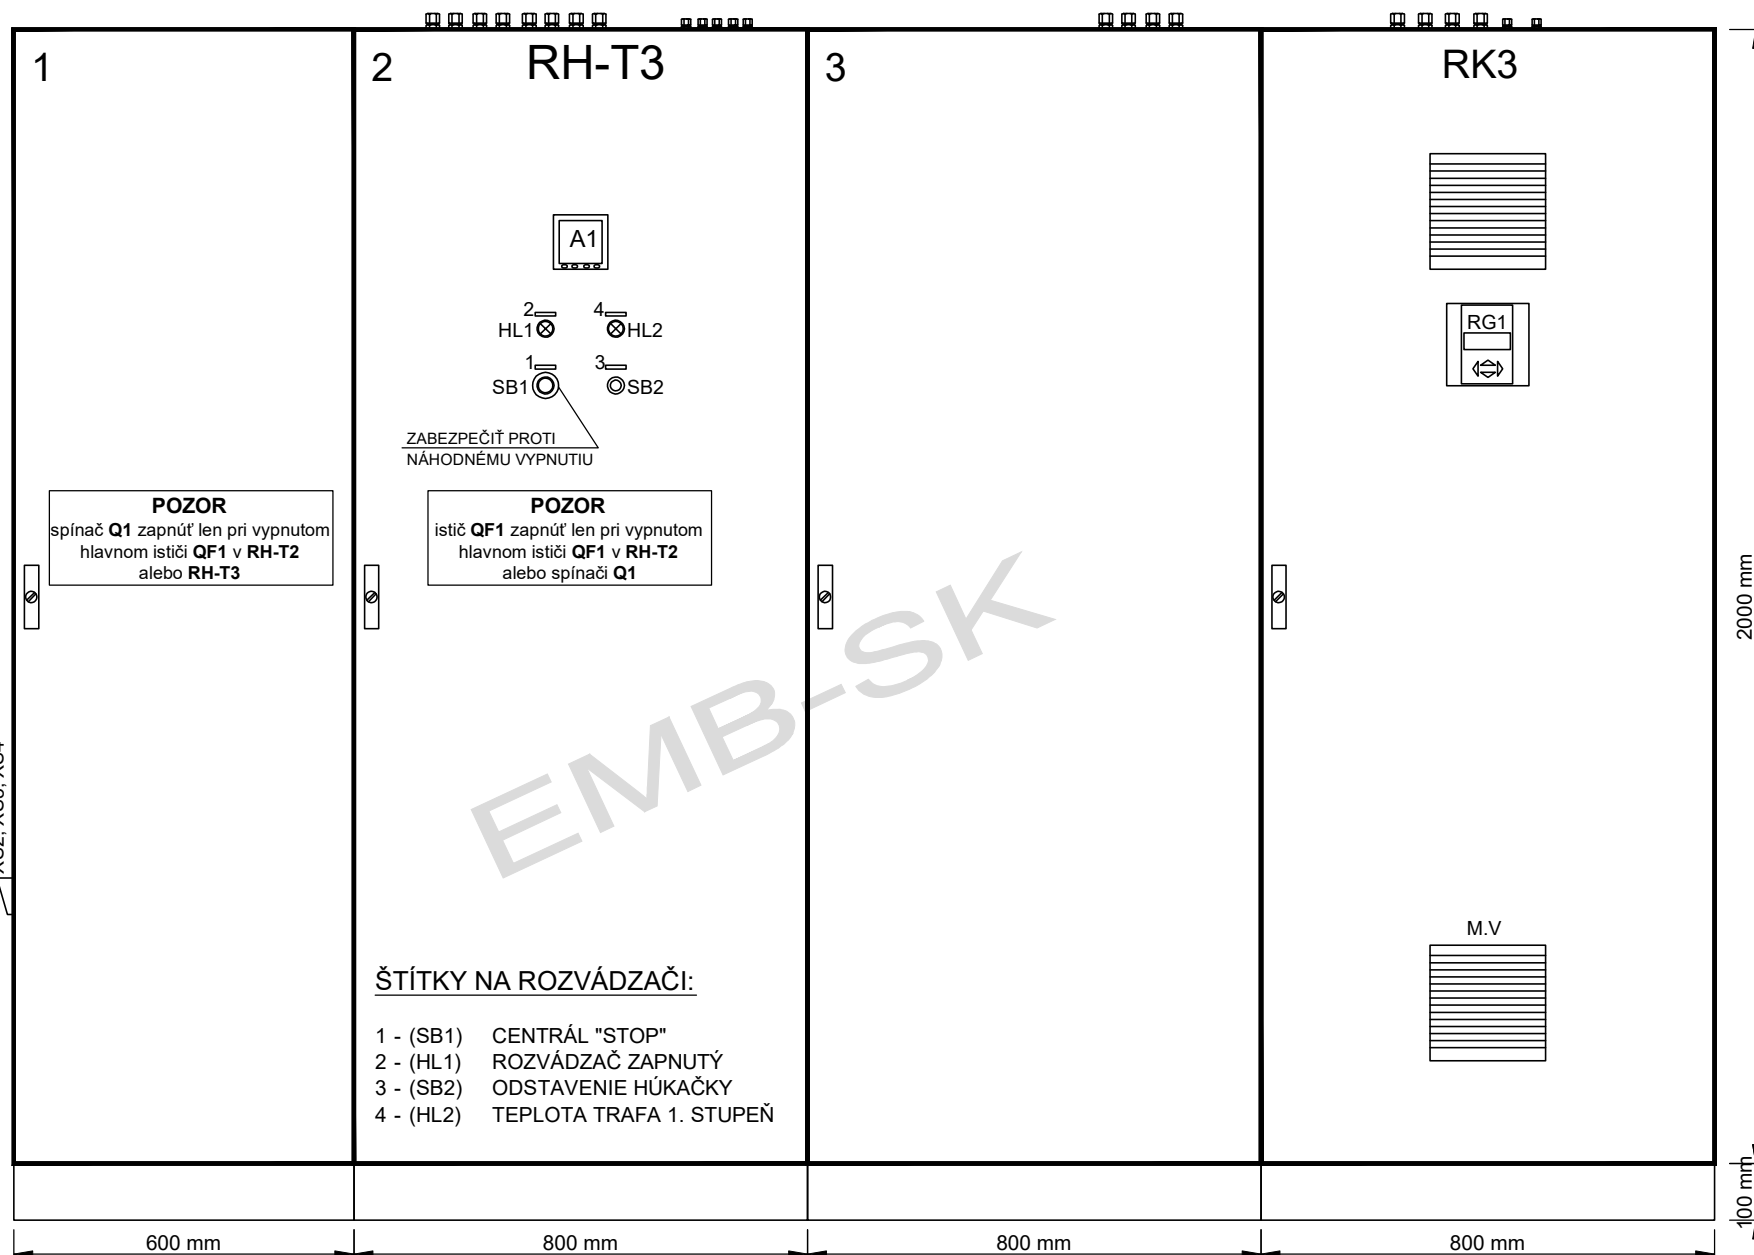 1
2
RH-T3
3
RK3
A1
2
4
HL1
HL2
1
3
SB1
SB2
RG1
ZABEZPEČIŤ PROTI
NÁHODNÉMU VYPNUTIU
POZOR
spínač Q1 zapnúť len pri vypnutom
hlavnom ističi QF1 v RH-T2
alebo RH-T3
POZOR
istič QF1 zapnúť len pri vypnutom
hlavnom ističi QF1 v RH-T2
alebo spínači Q1
2000 mm
EMB-SK
M.V
ŠTÍTKY NA ROZVÁDZAČI:
1 - (SB1) CENTRÁL "STOP"
2 - (HL1) ROZVÁDZAČ ZAPNUTÝ
3 - (SB2) ODSTAVENIE HÚKAČKY
4 - (HL2) TEPLOTA TRAFA 1. STUPEŇ
100 mm
600 mm
800 mm
800 mm
800 mm